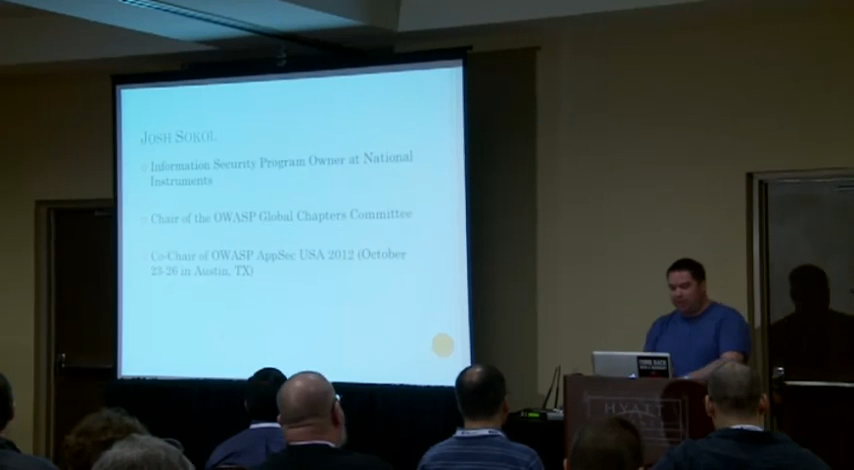 JOSH SOKOL
Information Security Program Owner at National
Instruments
Chair of the OWASP Global Chapters Committee
Co-Chair of OWASP AppSec USA 2012 (October
23-26 in Austin, TX)
HYATT